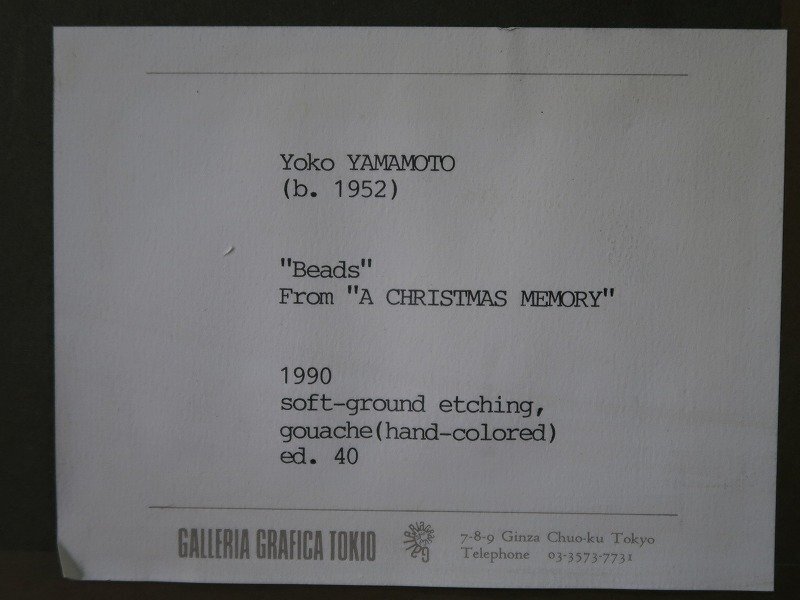 Yoko YAMAMOTO
(b. 1952)
"Beads"
From "A CHRISTMAS MEMORY"
1990
soft-ground etching,
gouache(hand-colored)
ed. 40
GALLERIA GRAFICA TOKIO
7-8-9 Ginza Chuo-ku Tokyo
Telephone 03-3573-7731